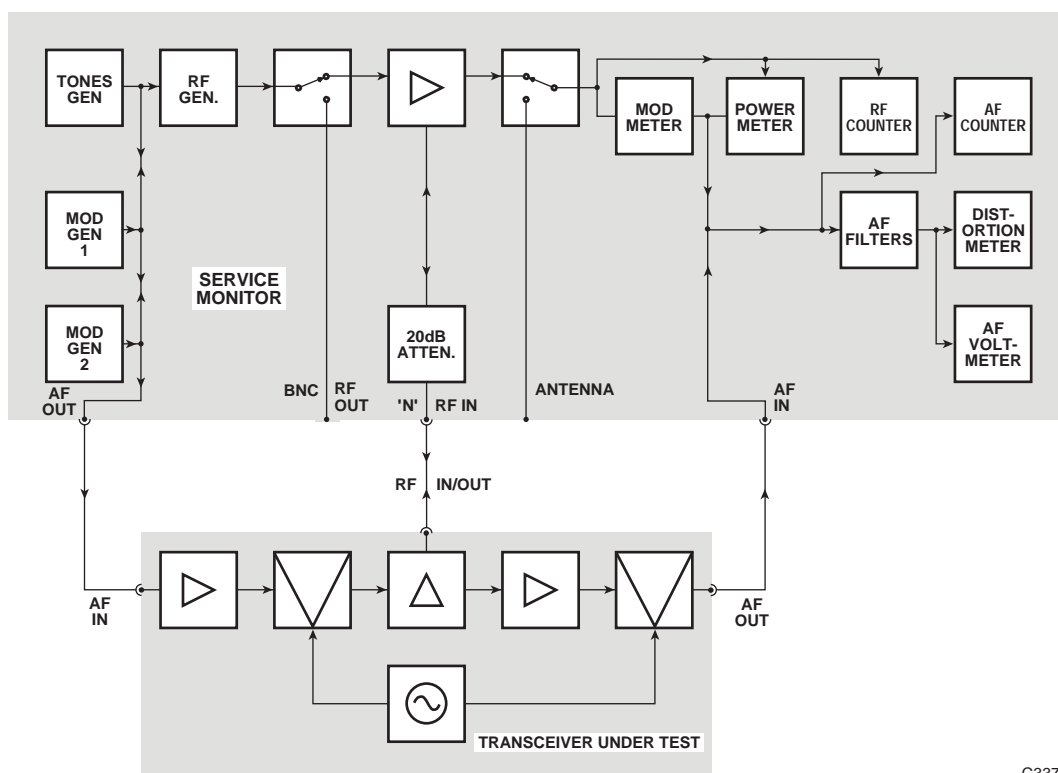 TONES
GEN
RF
GEN.
MOD
METER
POWER
METER
RF
COUNTER
AF
COUNTER
MOD
GEN
1
AF
FILTERS
DIST-
ORTION
METER
SERVICE
MONITOR
MOD
GEN
2
20dB
ATTEN.
AF
VOLT-
METER
AF
OUT
BNC
RF
OUT
'N'
RF IN
ANTENNA
AF
IN
RF
IN/OUT
AF
IN
AF
OUT
TRANSCEIVER UNDER TEST